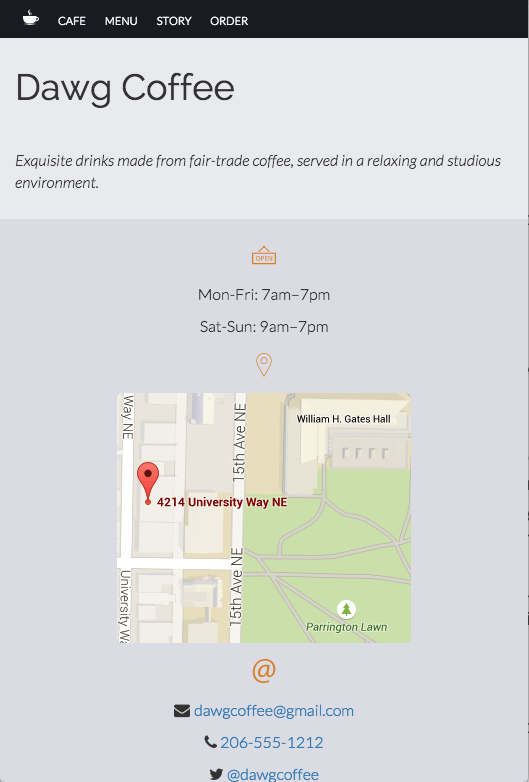 CAFE MENU STORY ORDER
Dawg Coffee
Exquisite drinks made from fair-trade coffee, served in a relaxing and studious
environment.
OPEN
Mon-Fri: 7am–7pm
Sat-Sun: 9am–7pm
Way NE
15th Ave NE
William H. Gates Hall
4214 University Way NE
15th Ave NE
University Wa
Parrington Lawn
@
dawgcoffee@gmail.com
206-555-1212
@dawgcoffee